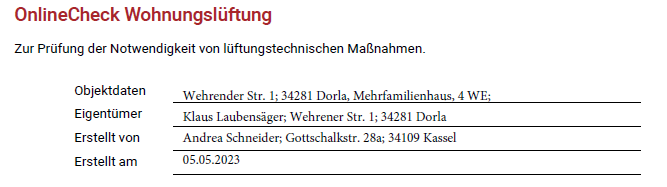 OnlineCheck Wohnungslüftung
Zur Prüfung der Notwendigkeit von lüftungstechnischen Maßnahmen.
Objektdaten Wehrender Str. 1; 34281 Dorla, Mehrfamilienhaus, 4 WE;
Eigentümer Klaus Laubensäger; Wehrener Str. 1; 34281 Dorla
Erstellt von Andrea Schneider; Gottschalkstr. 28a; 34109 Kassel
Erstellt am 05.05.2023